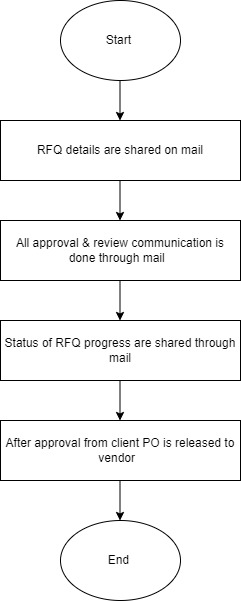 Start
RFQ details are shared on mail
All approval & review communication is
done through mail
Status of RFQ progress are shared through
mail
After approval from client PO is released to
vendor
End